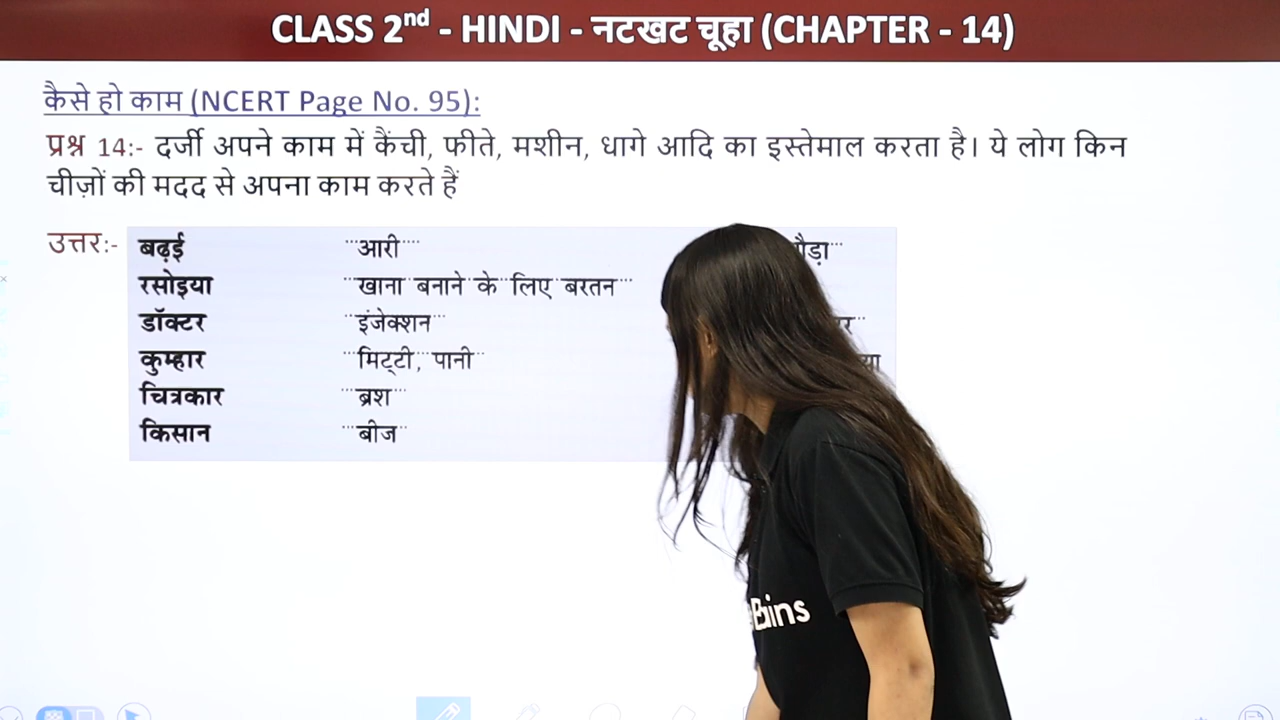 CLASS 2nd - HINDI - नटखट चूहा (CHAPTER - 14)
कैसे हो काम (NCERT Page No. 95):
प्रश्न 14:- दर्जी अपने काम में कैंची, फीते, मशीन, धागे आदि का इस्तेमाल करता है। ये लोग किन
चीज़ों की मदद से अपना काम करते हैं
उत्तर:- बढ़ई आरी
रसोइया खाना बनाने के लिए बरतन
डॉक्टर इंजेक्शन
कुम्हार मिट्टी, पानी
चित्रकार ब्रश
किसान बीज